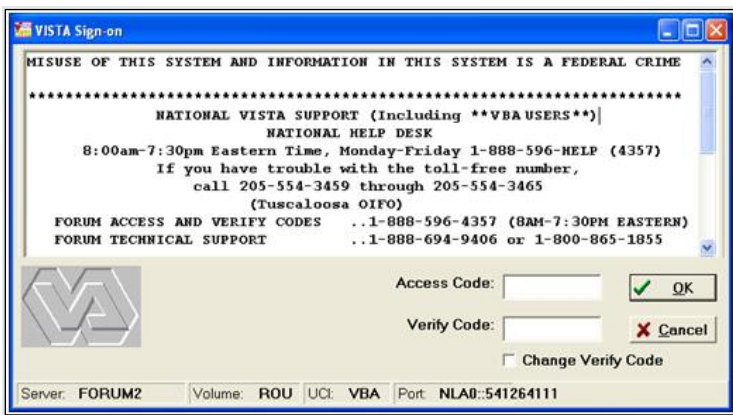 VISTA Sign-on
MISUSE OF THIS SYSTEM AND INFORMATION IN THIS SYSTEM IS A FEDERAL CRIME
***********************************************************************
NATIONAL VISTA SUPPORT (Including **VBA USERS**)
NATIONAL HELP DESK
8:00am-7:30pm Eastern Time, Monday-Friday 1-888-596-HELP (4357)
If you have trouble with the toll-free number,
call 205-554-3459 through 205-554-3465
(Tuscaloosa OIFO)
FORUM ACCESS AND VERIFY CODES ..1-888-596-4357 (8AM-7:30PM EASTERN)
FORUM TECHNICAL SUPPORT ..1-888-694-9406 or 1-800-865-1855
Access Code:
OK
Verify Code:
Cancel
Change Verify Code
Server: FORUM2 Volume: ROU UCI: VBA Port: NLA0::541264111